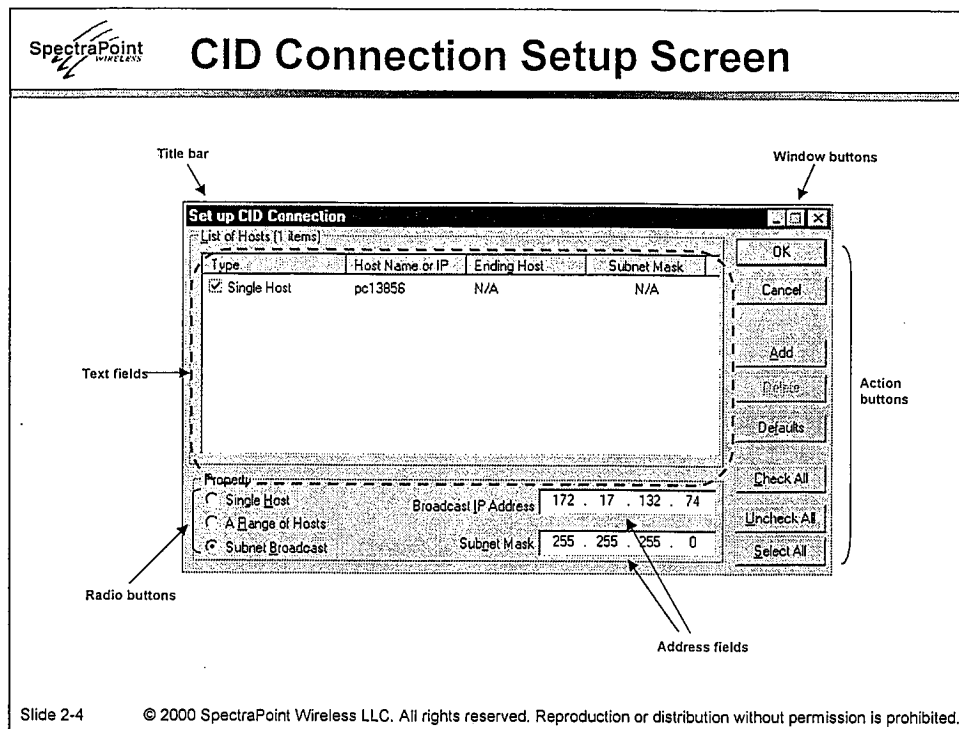 SpectraPoint
WIRELESS
CID Connection Setup Screen
Title bar
Window buttons
Set up CID Connection
List of Hosts (1 items)
Type Host Name or IP Ending Host Subnet Mask
Single Host pc13856 N/A N/A
OK
Cancel
Add
Delete
Defaults
Check All
Uncheck All
Select All
Text fields
Action
buttons
Property
Single Host
A Range of Hosts
Subnet Broadcast
Broadcast IP Address 172 . 17 . 132 . 74
Subnet Mask 255 . 255 . 255 . 0
Radio buttons
Address fields
Slide 2-4 © 2000 SpectraPoint Wireless LLC. All rights reserved. Reproduction or distribution without permission is prohibited.